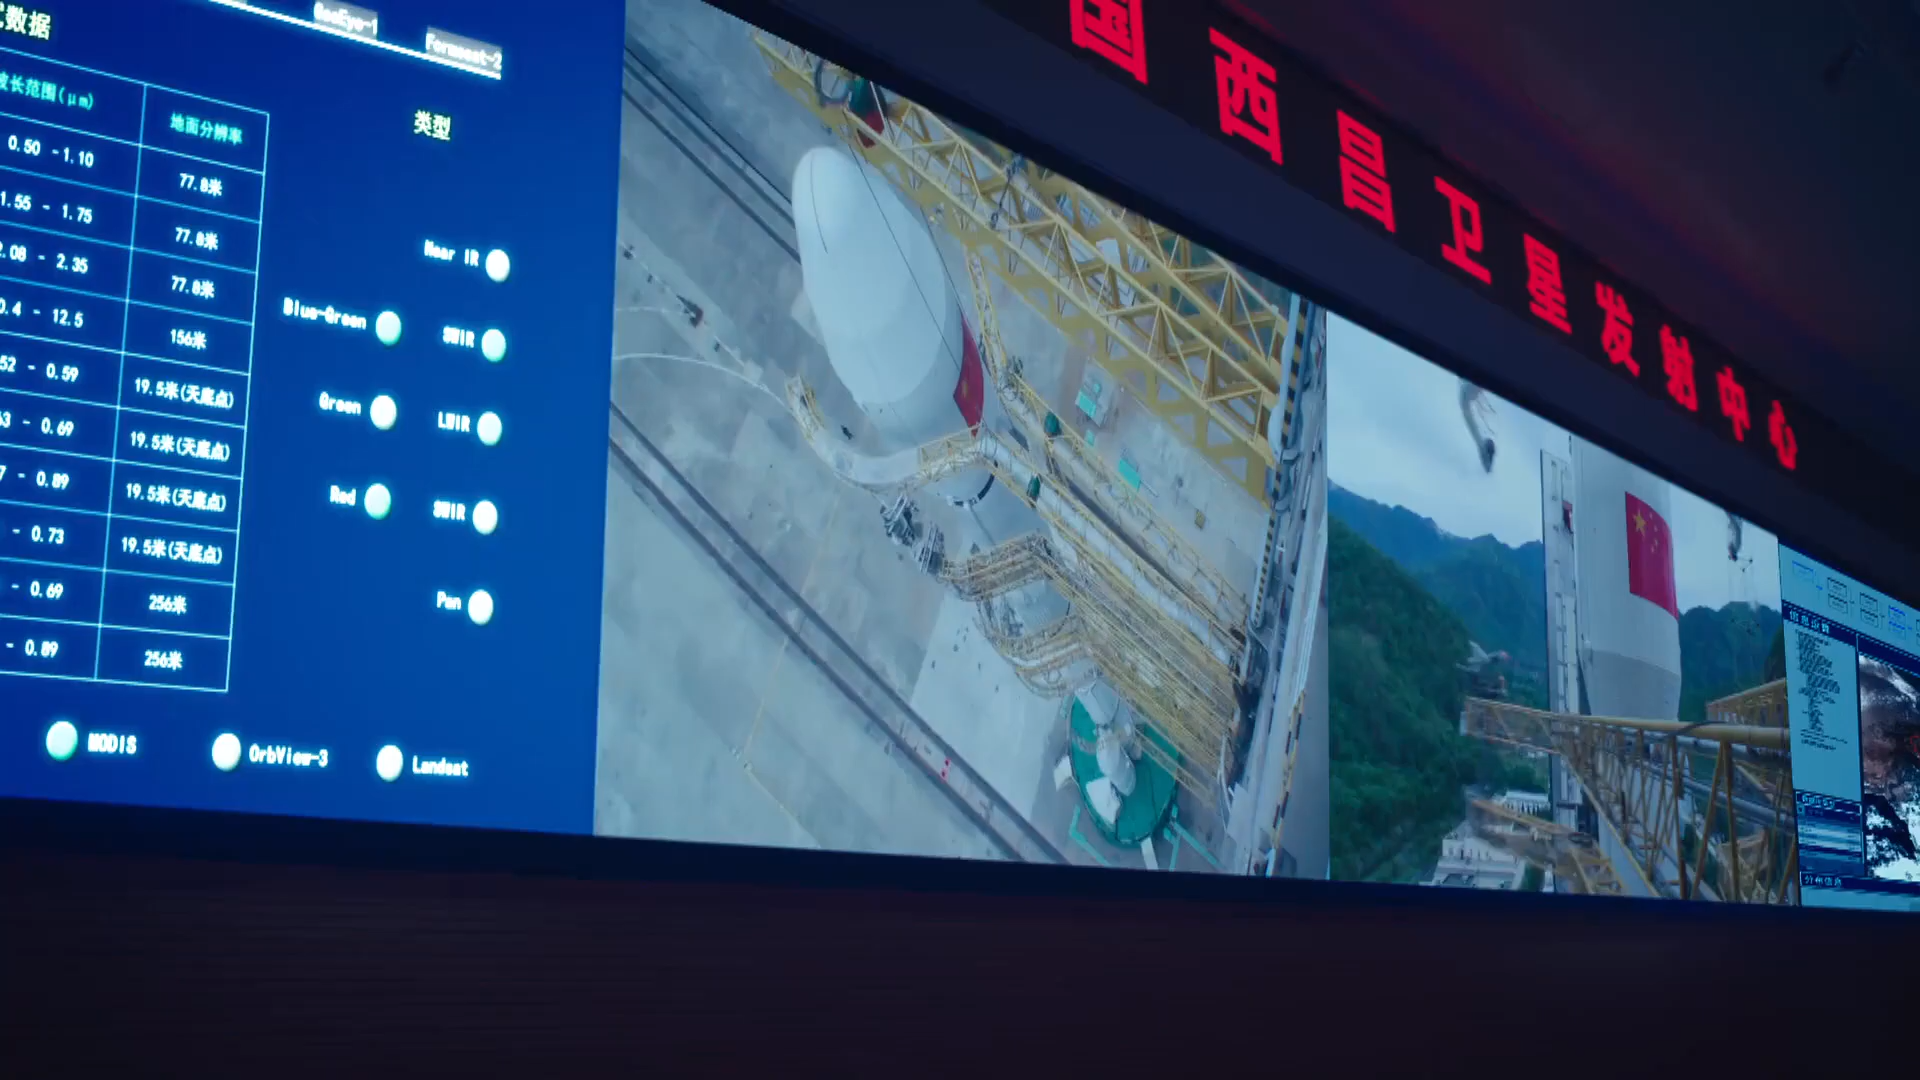 数据
GeoEye-1
Formosat-2
波长范围(μm) 地面分辨率
0.50 - 1.10 77.8米
1.55 - 1.75 77.8米
2.08 - 2.35 77.8米
0.4 - 12.5 156米
52 - 0.59 19.5米(天底点)
63 - 0.69 19.5米(天底点)
7 - 0.89 19.5米(天底点)
- 0.73 19.5米(天底点)
- 0.69 256米
- 0.89 256米
类型
Near IR
Blue-Green SWIR
Green LWIR
Red SWIR
Pan
MODIS OrbView-3 Landsat
国西昌卫星发射中心